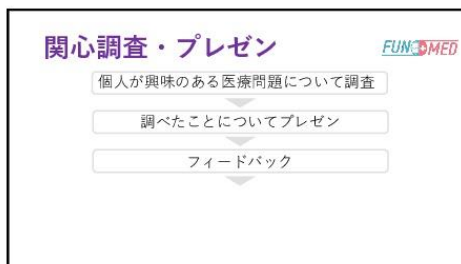 関心調査・プレゼン
FUN MED
個人が興味のある医療問題について調査
調べたことについてプレゼン
フィードバック